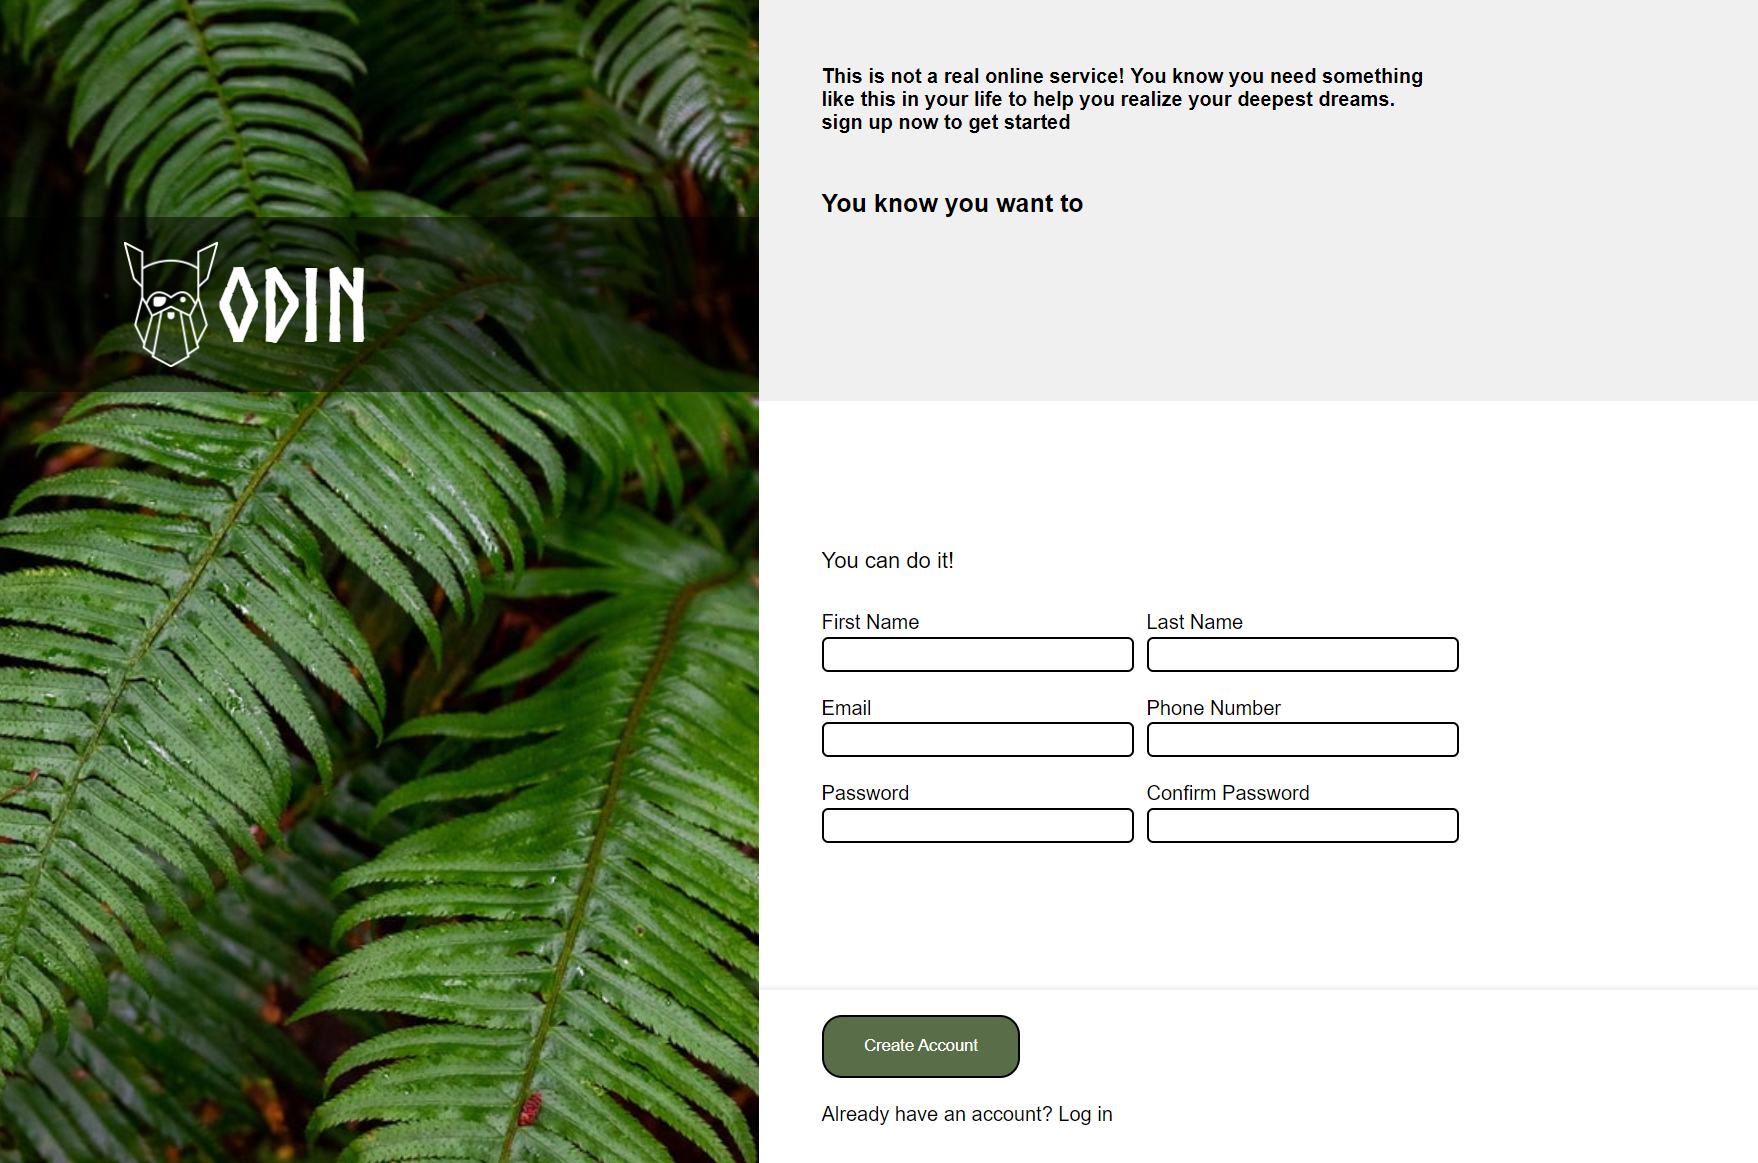 ODIN
This is not a real online service! You know you need something
like this in your life to help you realize your deepest dreams.
sign up now to get started
You know you want to
You can do it!
First Name
Last Name
Email
Phone Number
Password
Confirm Password
Create Account
Already have an account? Log in